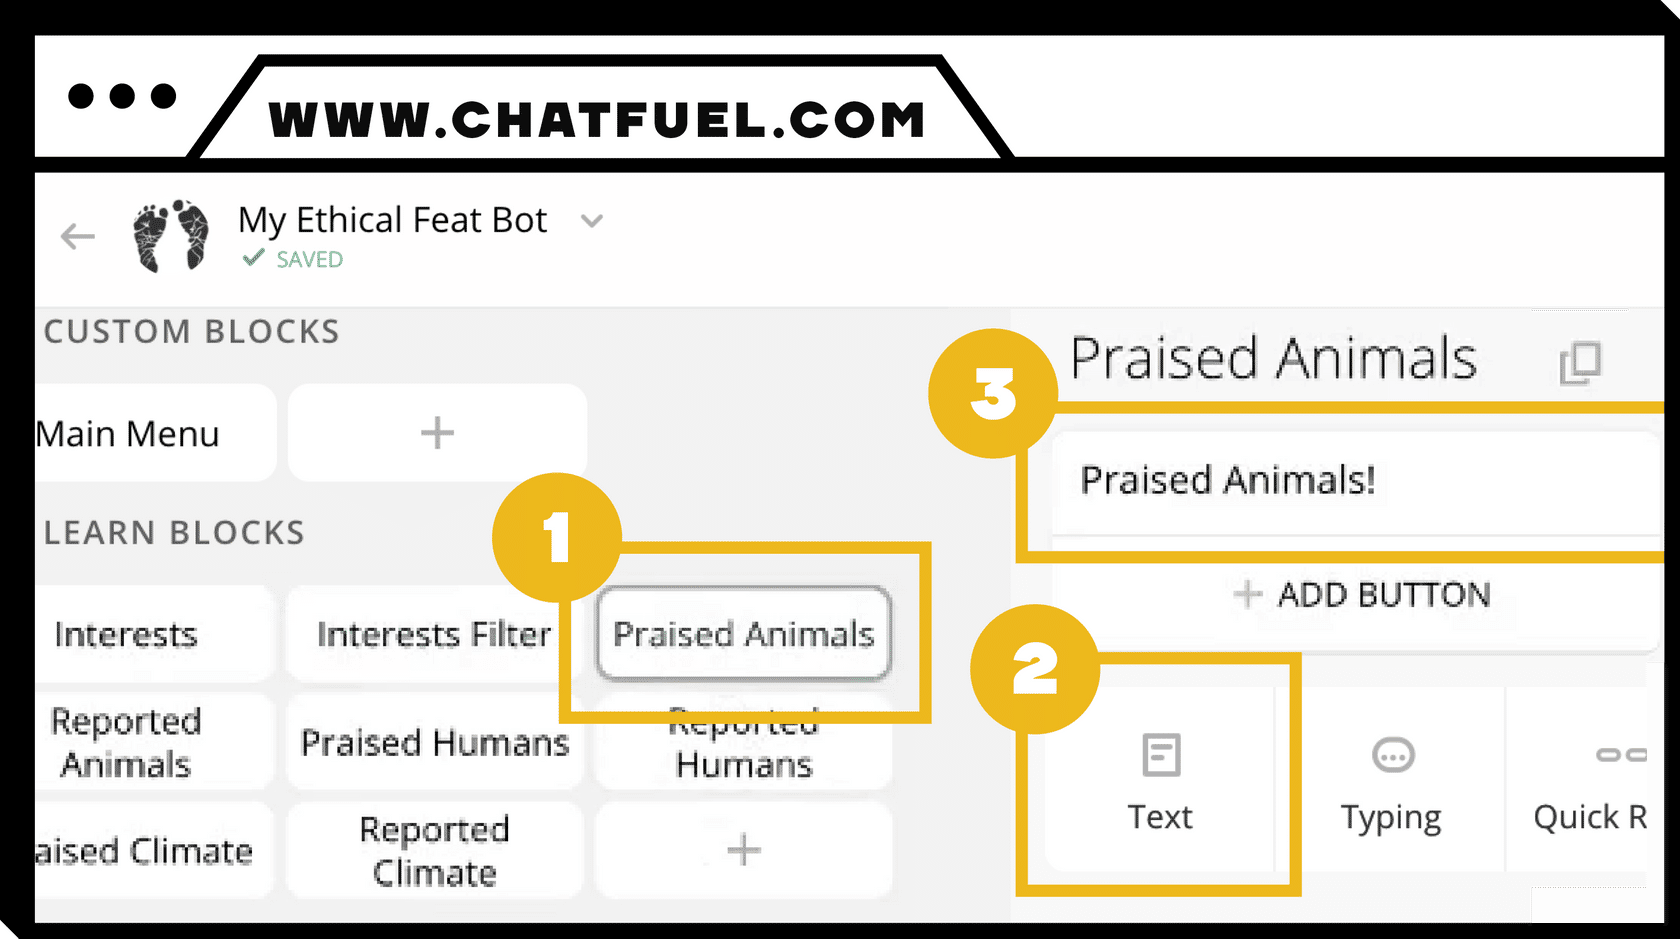 WWW.CHATFUEL.COM
My Ethical Feat Bot
SAVED
CUSTOM BLOCKS
Main Menu
+
LEARN BLOCKS
1
Interests
Interests Filter
Praised Animals
Reported
Animals
Praised Humans
Reported
Humans
aised Climate
Reported
Climate
+
3
Praised Animals
Praised Animals!
+ ADD BUTTON
2
Text
Typing
Quick R